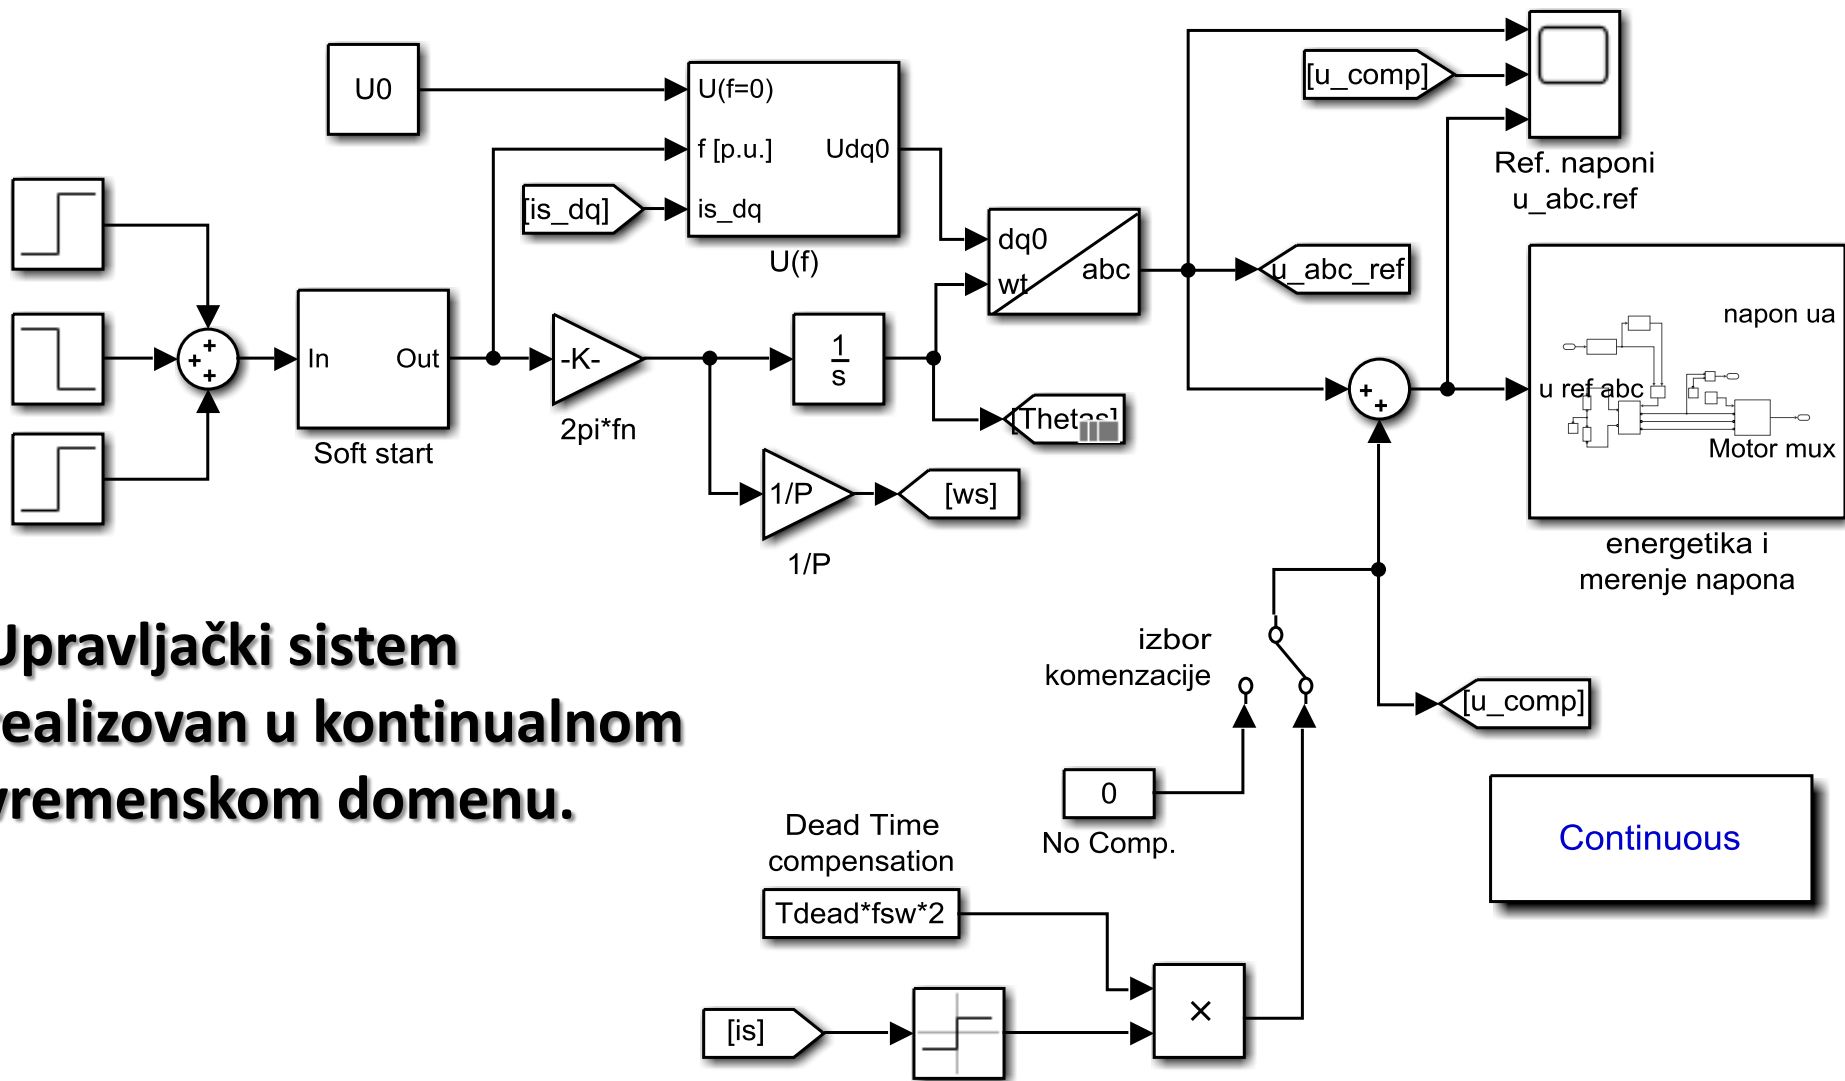 U0
U(f=0)
f [p.u.]
Udq0
[is_dq]
is_dq
U(f)
[u_comp]
Ref. naponi
u_abc.ref
dq0
wt
abc
u_abc_ref
+
+
+
In
Out
Soft start
-K-
2pi*fn
1
s
1/P
1/P
[ws]
+
+
napon ua
u ref abc
Motor mux
energetika i
merenje napona
Upravljački sistem
realizovan u kontinualnom
vremenskom domenu.
izbor
komenzacije
[u_comp]
0
No Comp.
Continuous
Dead Time
compensation
Tdead*fsw*2
×
[is]